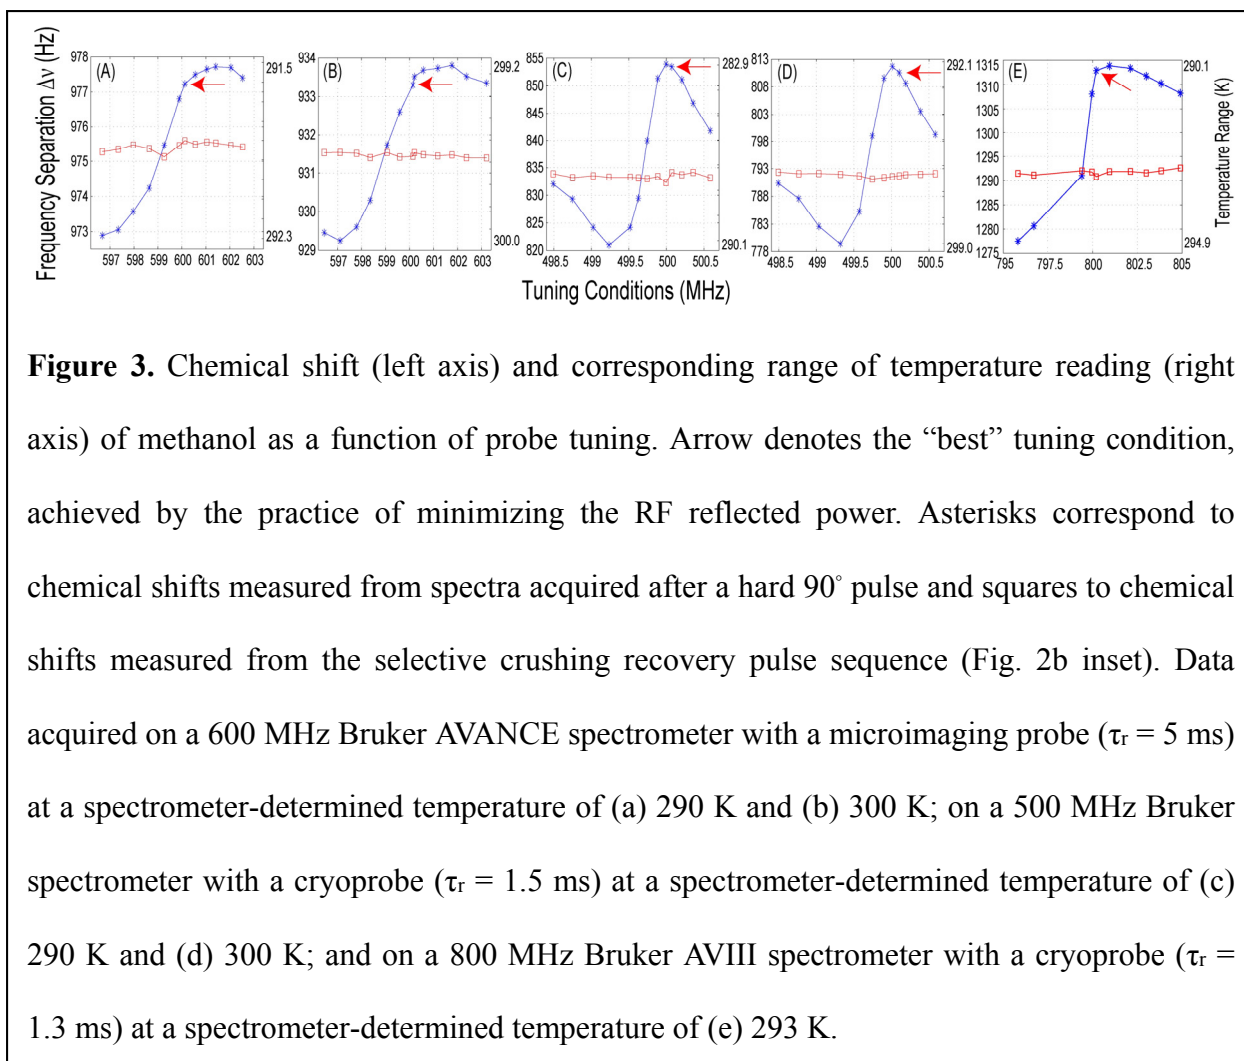 Frequency Separation Δν (Hz)
978
977
976
975
974
973
(A)
291.5
292.3
597 598 599 600 601 602 603
934
933
932
931
930
929
(B)
299.2
300.0
597 598 599 600 601 602 603
855
850
845
840
835
830
825
820
(C)
282.9
290.1
498.5 499 499.5 500 500.5
813
808
803
798
793
788
783
778
(D)
292.1
299.0
498.5 499 499.5 500 500.5
1315
1310
1305
1300
1295
1290
1285
1280
1275
(E)
290.1
294.9
795 797.5 800 802.5 805
Temperature Range (K)
Tuning Conditions (MHz)
Figure 3. Chemical shift (left axis) and corresponding range of temperature reading (right
axis) of methanol as a function of probe tuning. Arrow denotes the “best” tuning condition,
achieved by the practice of minimizing the RF reflected power. Asterisks correspond to
chemical shifts measured from spectra acquired after a hard 90° pulse and squares to chemical
shifts measured from the selective crushing recovery pulse sequence (Fig. 2b inset). Data
acquired on a 600 MHz Bruker AVANCE spectrometer with a microimaging probe (τr = 5 ms)
at a spectrometer-determined temperature of (a) 290 K and (b) 300 K; on a 500 MHz Bruker
spectrometer with a cryoprobe (τr = 1.5 ms) at a spectrometer-determined temperature of (c)
290 K and (d) 300 K; and on a 800 MHz Bruker AVIII spectrometer with a cryoprobe (τr =
1.3 ms) at a spectrometer-determined temperature of (e) 293 K.